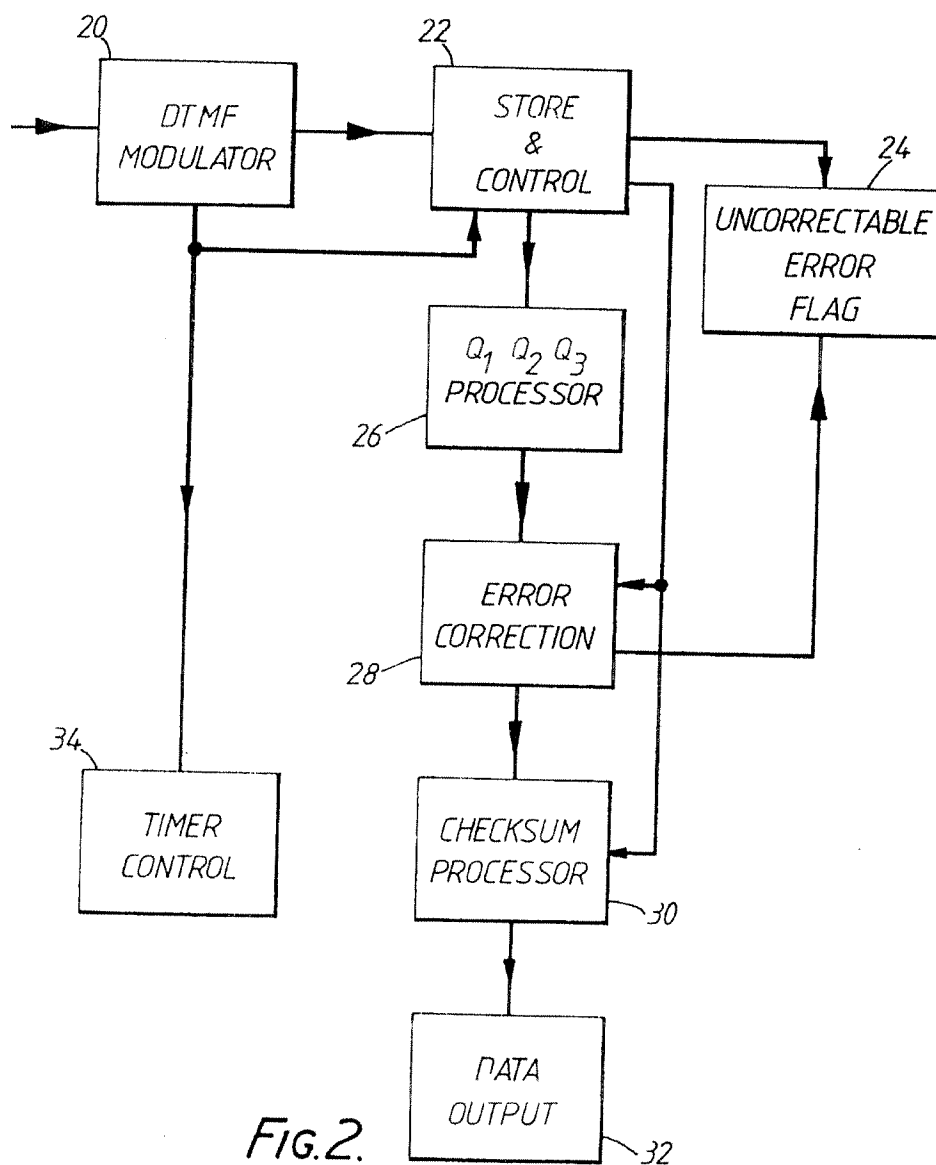 20
DTMF
MODULATOR
22
STORE
&
CONTROL
24
UNCORRECTABLE
ERROR
FLAG
Q1 Q2 Q3
PROCESSOR
26
ERROR
CORRECTION
28
34
TIMER
CONTROL
CHECKSUM
PROCESSOR
30
DATA
OUTPUT
32
FIG.2.